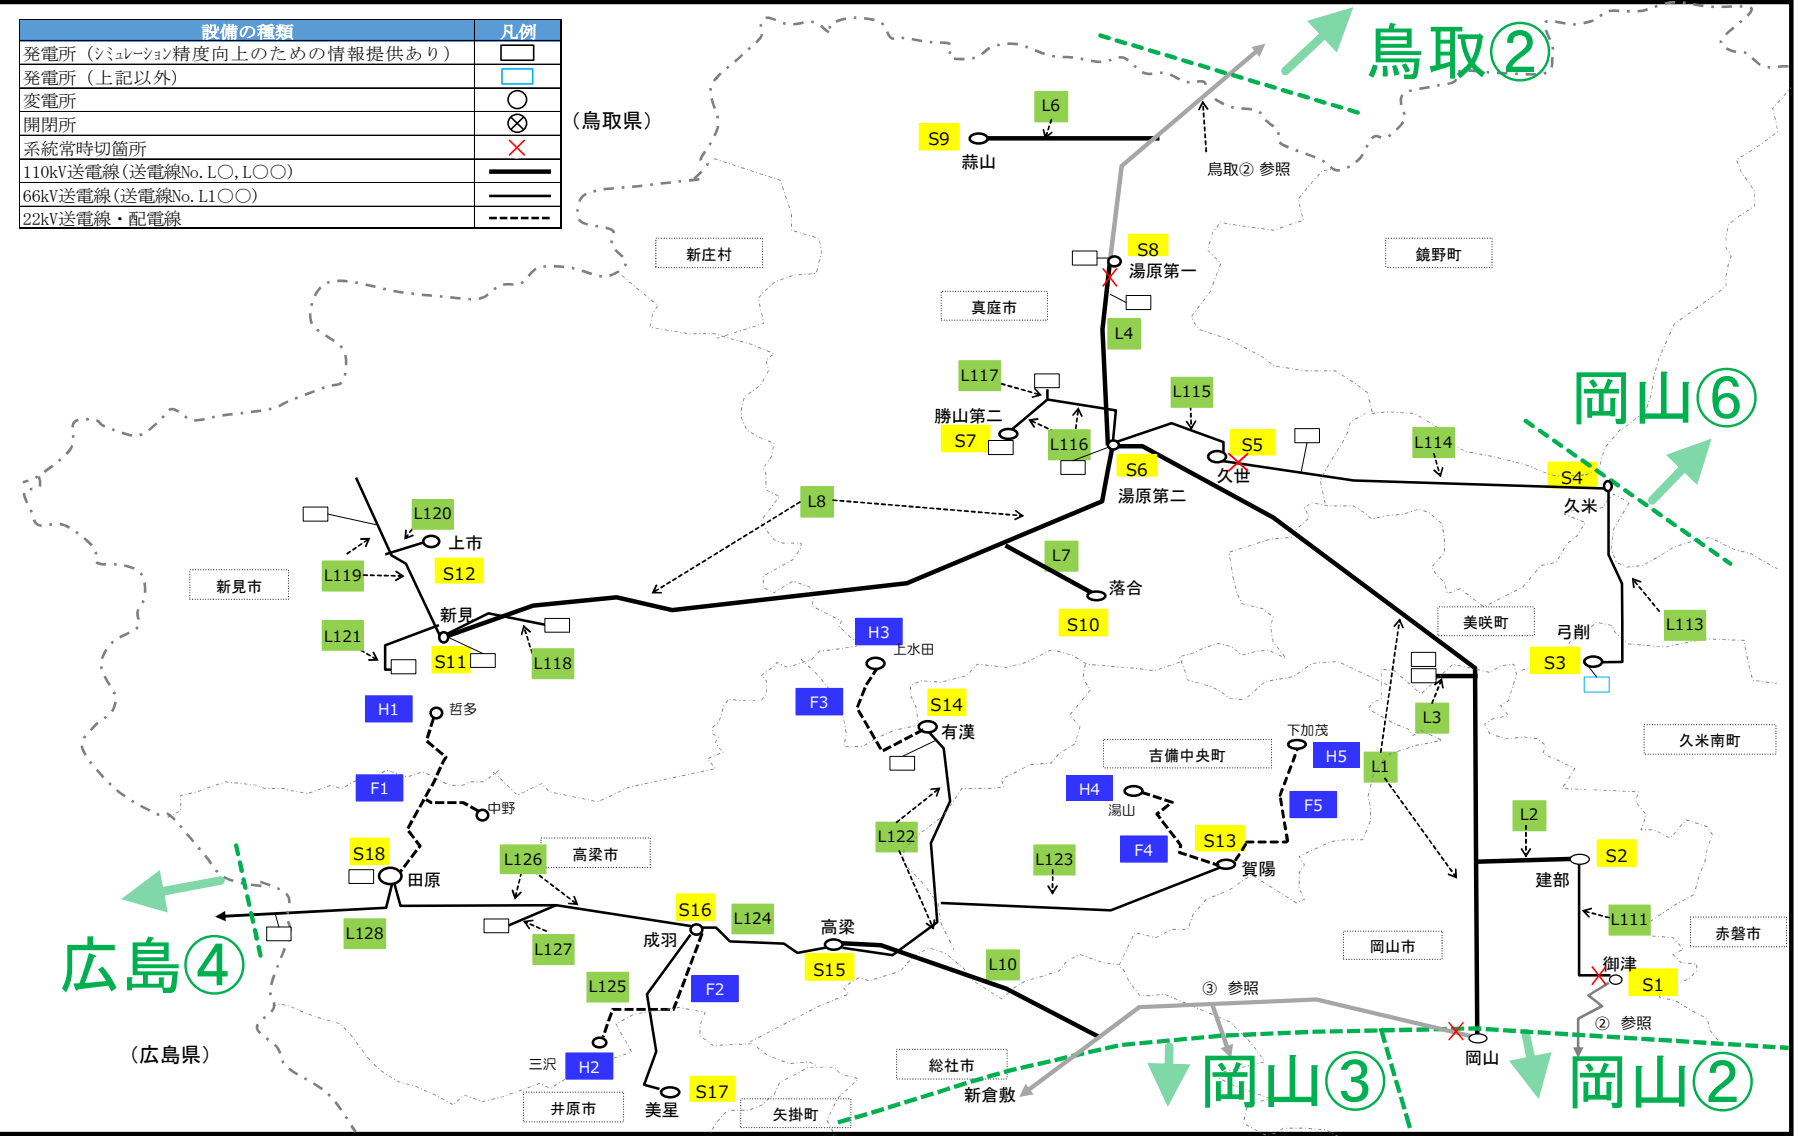 設備の種類 凡例
発電所（シミュレーション精度向上のための情報提供あり）
発電所（上記以外）
変電所
開閉所
系統常時切箇所
110kV送電線(送電線No.L○,L○○)
66kV送電線(送電線No.L1○○)
22kV送電線・配電線
（鳥取県）
鳥取②
L6
S9
蒜山
鳥取② 参照
新庄村
S8
湯原第一
鏡野町
真庭市
L4
L117
L115
岡山⑥
勝山第二
S7
L116
S5
久世
L114
S6
湯原第二
S4
久米
L8
L120
上市
S12
L119
新見市
L7
落合
S10
新見
L121
S11
L118
H3
上水田
美咲町
弓削
S3
L113
H1
哲多
F3
S14
有漢
L3
久米南町
下加茂
H5
吉備中央町
L1
F1
中野
H4
湯山
F5
L2
S18
田原
L126
高梁市
L122
L123
F4
S13
賀陽
S2
建部
L128
L127
S16
成羽
L124
高梁
S15
L10
L111
赤磐市
岡山市
御津
S1
広島④
L125
F2
③ 参照
② 参照
（広島県）
三沢
H2
総社市
岡山
新倉敷
岡山③
岡山②
井原市
美星
S17
矢掛町